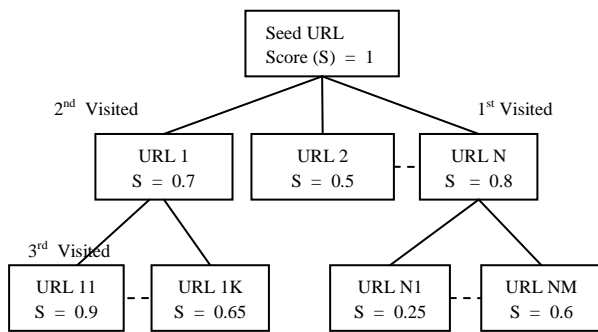 Seed URL
Score (S) = 1
2nd Visited
1st Visited
URL 1
S = 0.7
URL 2
S = 0.5
URL N
S = 0.8
3rd Visited
URL 11
S = 0.9
URL 1K
S = 0.65
URL N1
S = 0.25
URL NM
S = 0.6